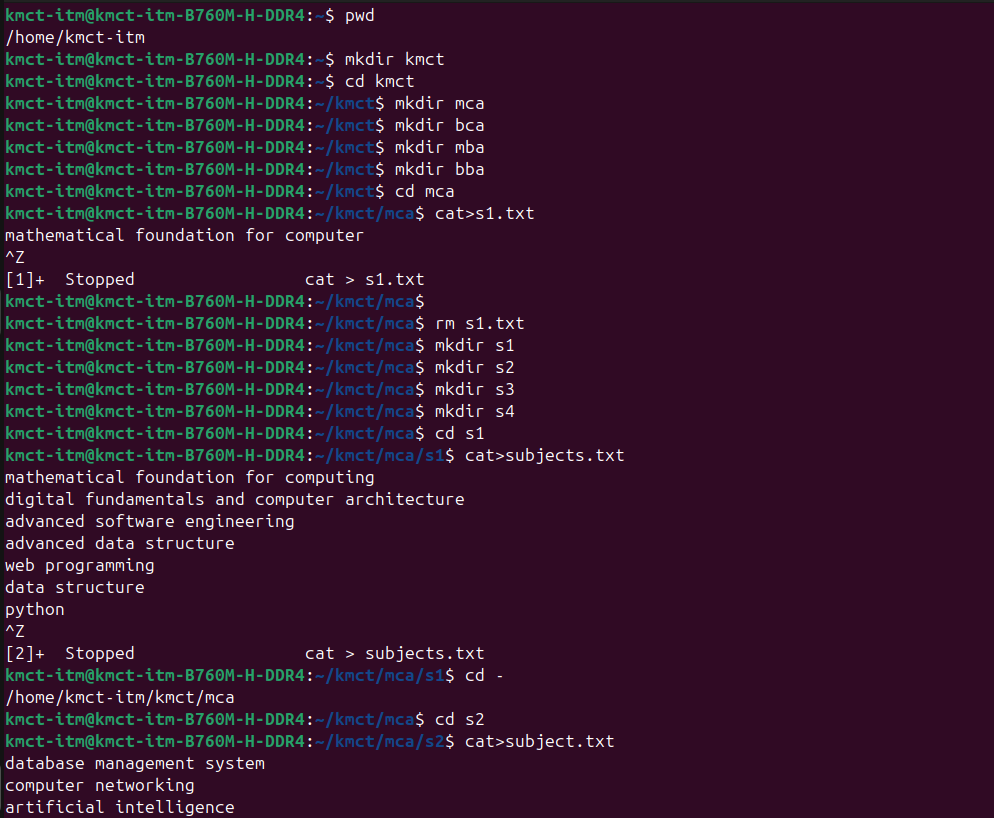 kmct-itm@kmct-itm-B760M-H-DDR4:~$ pwd
/home/kmct-itm
kmct-itm@kmct-itm-B760M-H-DDR4:~$ mkdir kmct
kmct-itm@kmct-itm-B760M-H-DDR4:~$ cd kmct
kmct-itm@kmct-itm-B760M-H-DDR4:~/kmct$ mkdir mca
kmct-itm@kmct-itm-B760M-H-DDR4:~/kmct$ mkdir bca
kmct-itm@kmct-itm-B760M-H-DDR4:~/kmct$ mkdir mba
kmct-itm@kmct-itm-B760M-H-DDR4:~/kmct$ mkdir bba
kmct-itm@kmct-itm-B760M-H-DDR4:~/kmct$ cd mca
kmct-itm@kmct-itm-B760M-H-DDR4:~/kmct/mca$ cat>s1.txt
mathematical foundation for computer
^Z
[1]+  Stopped                 cat > s1.txt
kmct-itm@kmct-itm-B760M-H-DDR4:~/kmct/mca$
kmct-itm@kmct-itm-B760M-H-DDR4:~/kmct/mca$ rm s1.txt
kmct-itm@kmct-itm-B760M-H-DDR4:~/kmct/mca$ mkdir s1
kmct-itm@kmct-itm-B760M-H-DDR4:~/kmct/mca$ mkdir s2
kmct-itm@kmct-itm-B760M-H-DDR4:~/kmct/mca$ mkdir s3
kmct-itm@kmct-itm-B760M-H-DDR4:~/kmct/mca$ mkdir s4
kmct-itm@kmct-itm-B760M-H-DDR4:~/kmct/mca$ cd s1
kmct-itm@kmct-itm-B760M-H-DDR4:~/kmct/mca/s1$ cat>subjects.txt
mathematical foundation for computing
digital fundamentals and computer architecture
advanced software engineering
advanced data structure
web programming
data structure
python
^Z
[2]+  Stopped                 cat > subjects.txt
kmct-itm@kmct-itm-B760M-H-DDR4:~/kmct/mca/s1$ cd -
/home/kmct-itm/kmct/mca
kmct-itm@kmct-itm-B760M-H-DDR4:~/kmct/mca$ cd s2
kmct-itm@kmct-itm-B760M-H-DDR4:~/kmct/mca/s2$ cat>subject.txt
database management system
computer networking
artificial intelligence